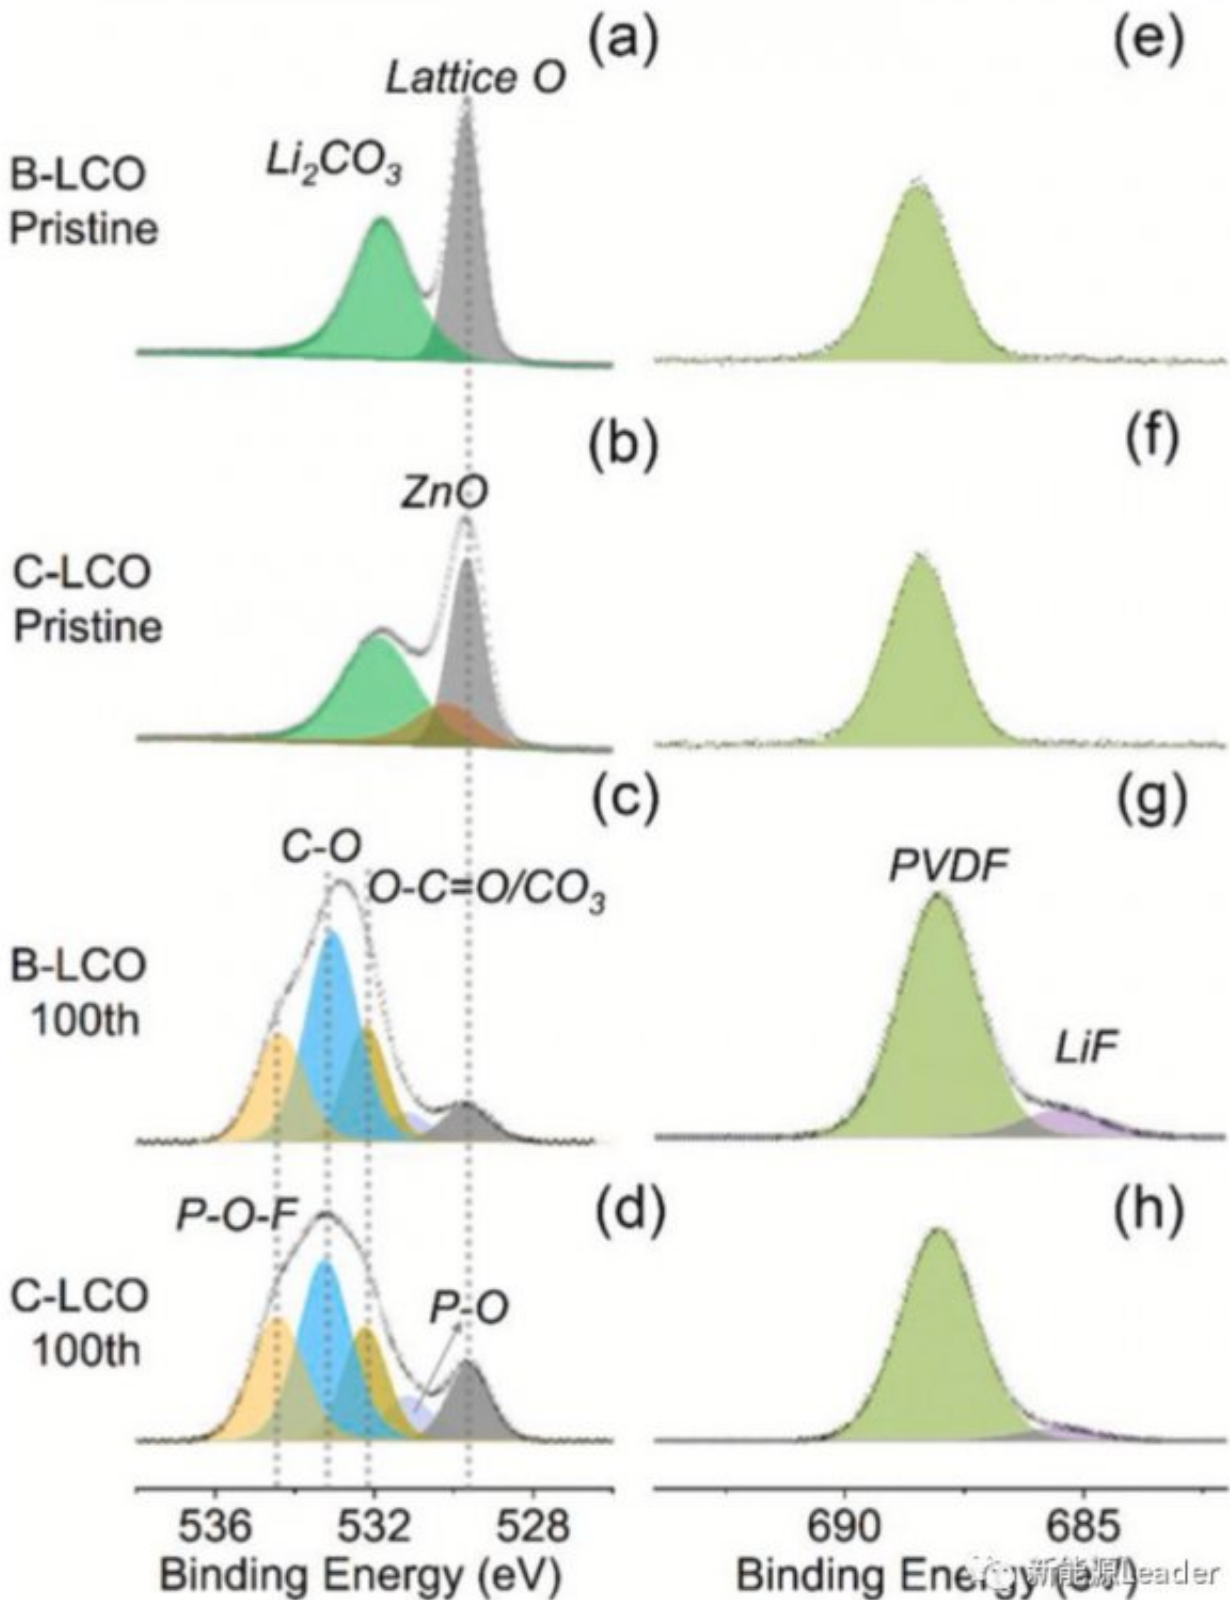 (a)
(e)
Lattice O
Li₂CO₃
B-LCO
Pristine
(b)
(f)
ZnO
C-LCO
Pristine
(c)
(g)
C-O
PVDF
O-C=O/CO₃
B-LCO
100th
LiF
(d)
(h)
P-O-F
C-LCO
100th
P-O
536 532 528
690 685
Binding Energy (eV)
Binding Energy (eV)
新能源Leader